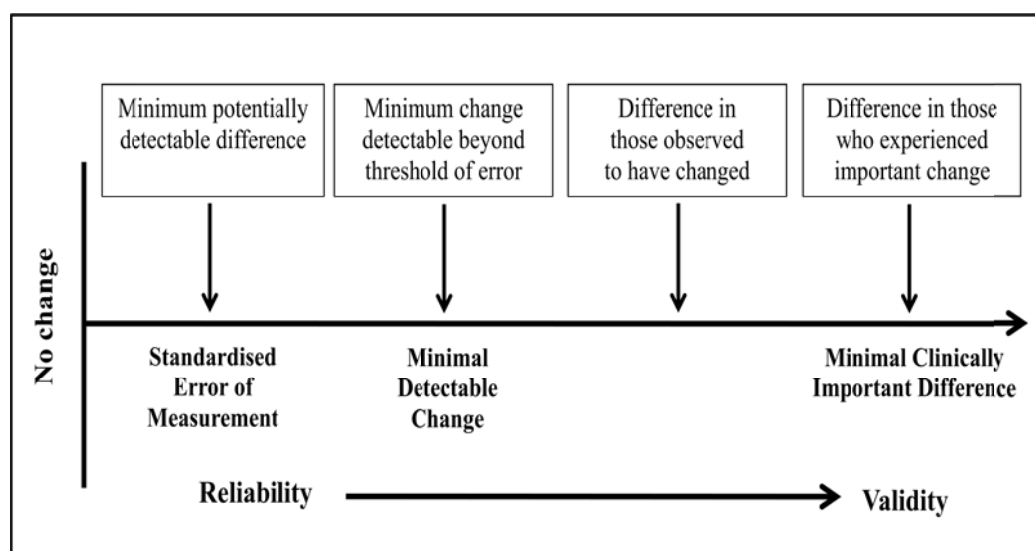 Minimum potentially
detectable difference
Minimum change
detectable beyond
threshold of error
Difference in
those observed
to have changed
Difference in those
who experienced
important change
No change
Standardised
Error of
Measurement
Minimal
Detectable
Change
Minimal Clinically
Important Difference
Reliability
Validity